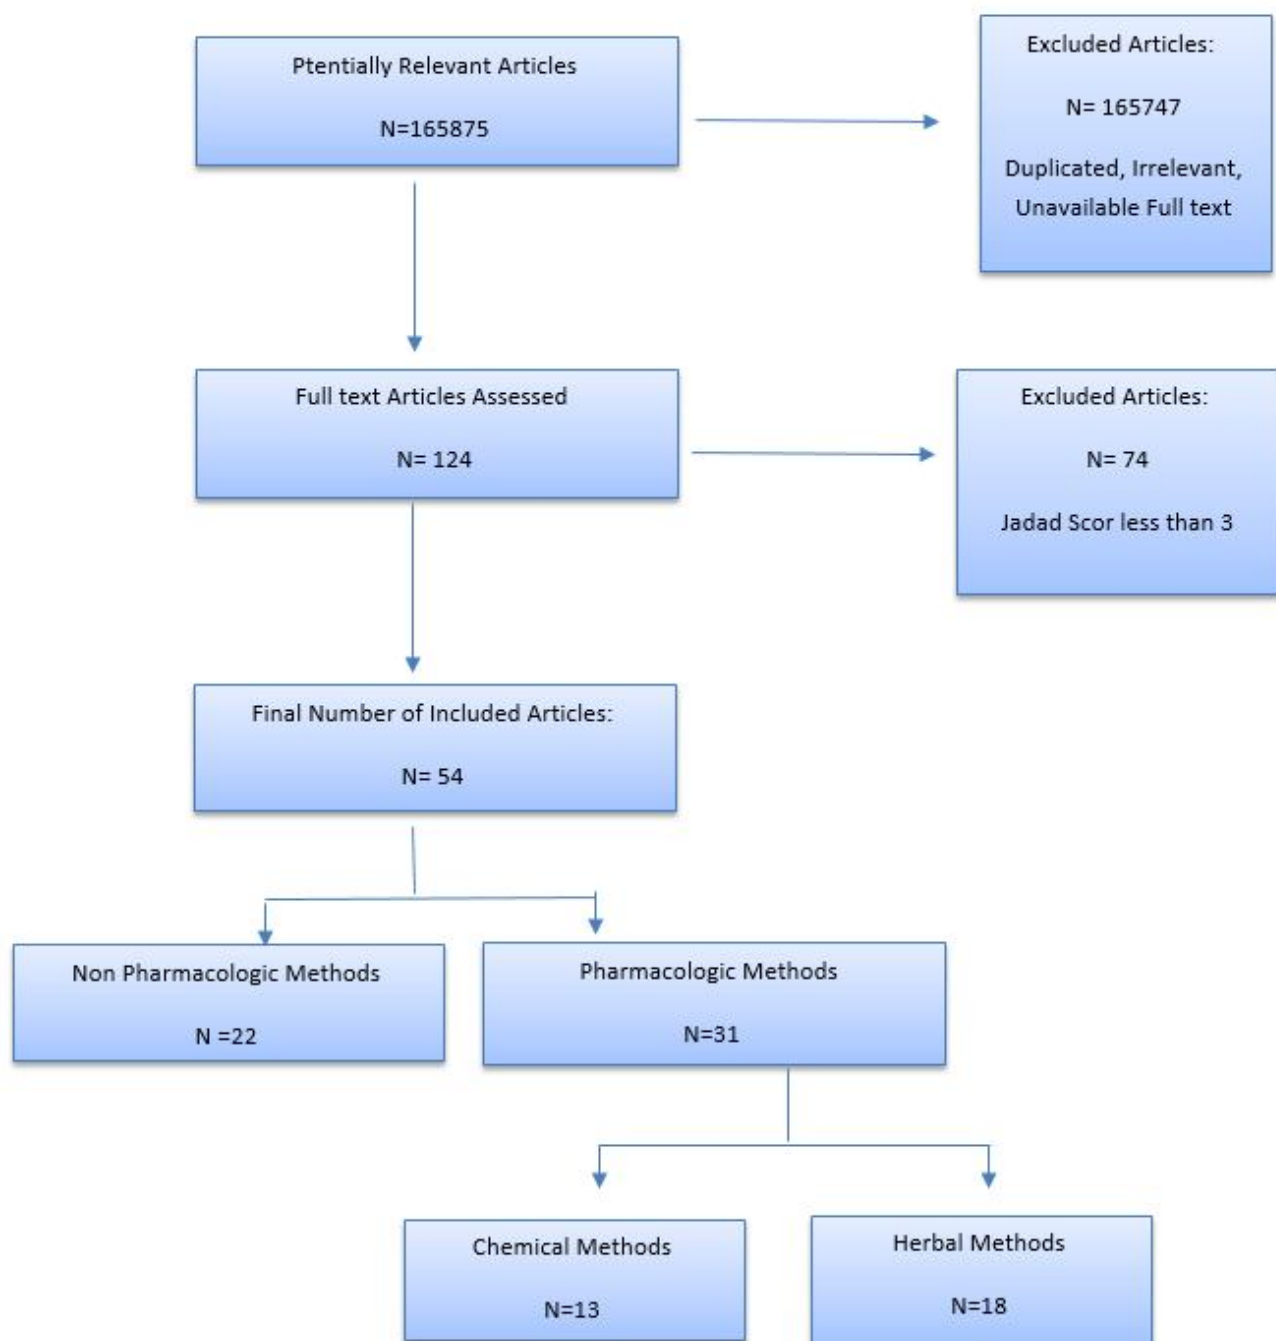 Ptentially Relevant Articles
N=165875
Excluded Articles:
N= 165747
Duplicated, Irrelevant,
Unavailable Full text
Full text Articles Assessed
N= 124
Excluded Articles:
N= 74
Jadad Scor less than 3
Final Number of Included Articles:
N= 54
Non Pharmacologic Methods
N =22
Pharmacologic Methods
N=31
Chemical Methods
N=13
Herbal Methods
N=18